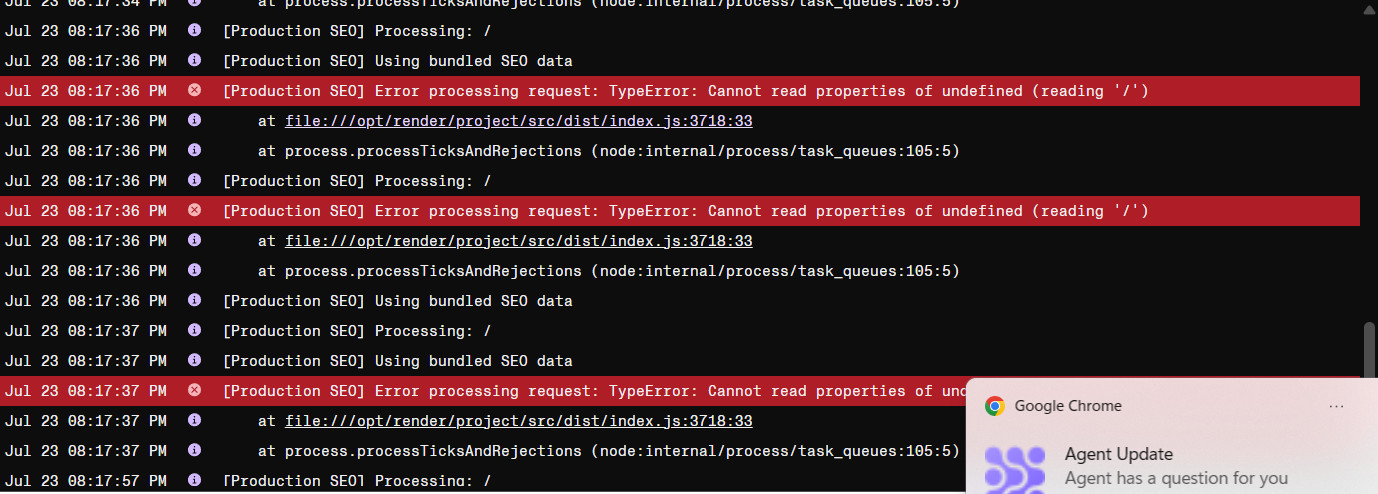 Jul 23 08:17:34 PM at process.processTicksAndRejections (node:internal/process/task_queues:105:5)
Jul 23 08:17:36 PM [Production SEO] Processing: /
Jul 23 08:17:36 PM [Production SEO] Using bundled SEO data
Jul 23 08:17:36 PM [Production SEO] Error processing request: TypeError: Cannot read properties of undefined (reading '/')
Jul 23 08:17:36 PM at file:///opt/render/project/src/dist/index.js:3718:33
Jul 23 08:17:36 PM at process.processTicksAndRejections (node:internal/process/task_queues:105:5)
Jul 23 08:17:36 PM [Production SEO] Processing: /
Jul 23 08:17:36 PM [Production SEO] Error processing request: TypeError: Cannot read properties of undefined (reading '/')
Jul 23 08:17:36 PM at file:///opt/render/project/src/dist/index.js:3718:33
Jul 23 08:17:36 PM at process.processTicksAndRejections (node:internal/process/task_queues:105:5)
Jul 23 08:17:36 PM [Production SEO] Using bundled SEO data
Jul 23 08:17:37 PM [Production SEO] Processing: /
Jul 23 08:17:37 PM [Production SEO] Using bundled SEO data
Jul 23 08:17:37 PM [Production SEO] Error processing request: TypeError: Cannot read properties of und
Jul 23 08:17:37 PM at file:///opt/render/project/src/dist/index.js:3718:33
Jul 23 08:17:37 PM at process.processTicksAndRejections (node:internal/process/task_queues:105:5)
Jul 23 08:17:57 PM [Production SEO] Processing: /
Google Chrome
Agent Update
Agent has a question for you